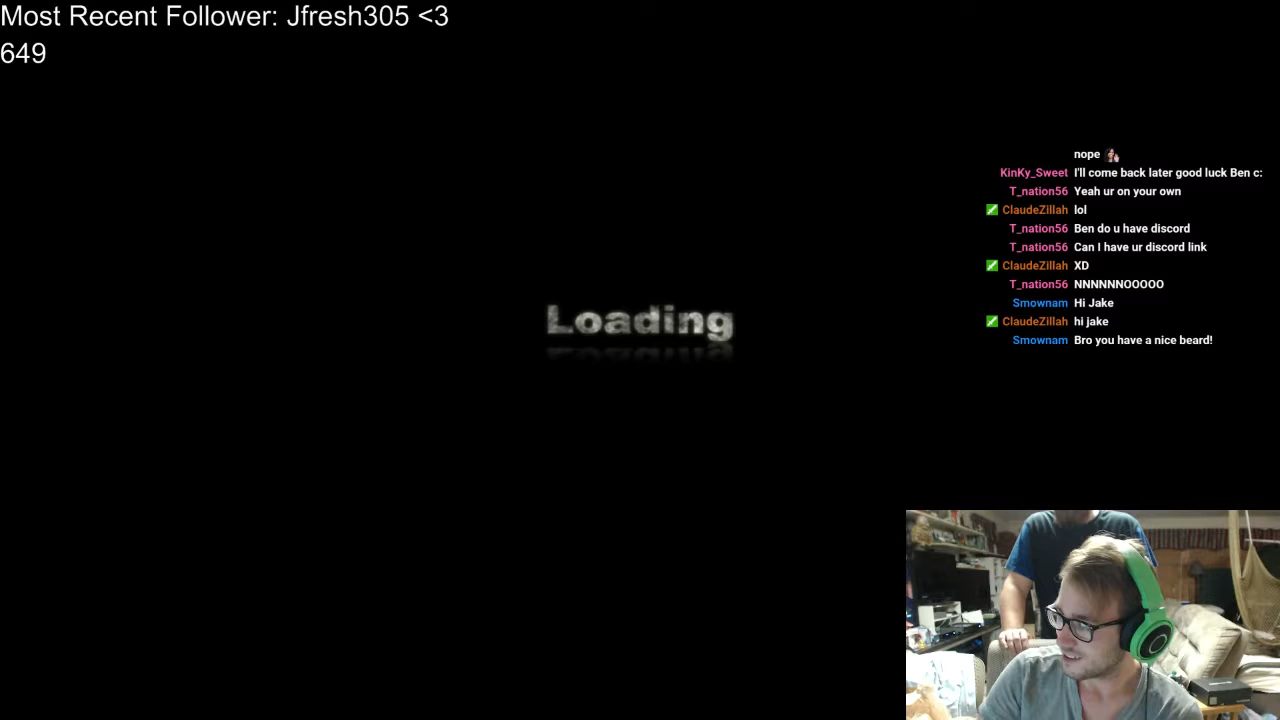 Most Recent Follower: Jfresh305 <3
649
nope
KinKy_Sweet I'll come back later good luck Ben c:
T_nation56 Yeah ur on your own
ClaudeZillah lol
T_nation56 Ben do u have discord
T_nation56 Can I have ur discord link
ClaudeZillah XD
T_nation56 NNNNNNOOOOO
Smownam Hi Jake
ClaudeZillah hi jake
Smownam Bro you have a nice beard!
Loading